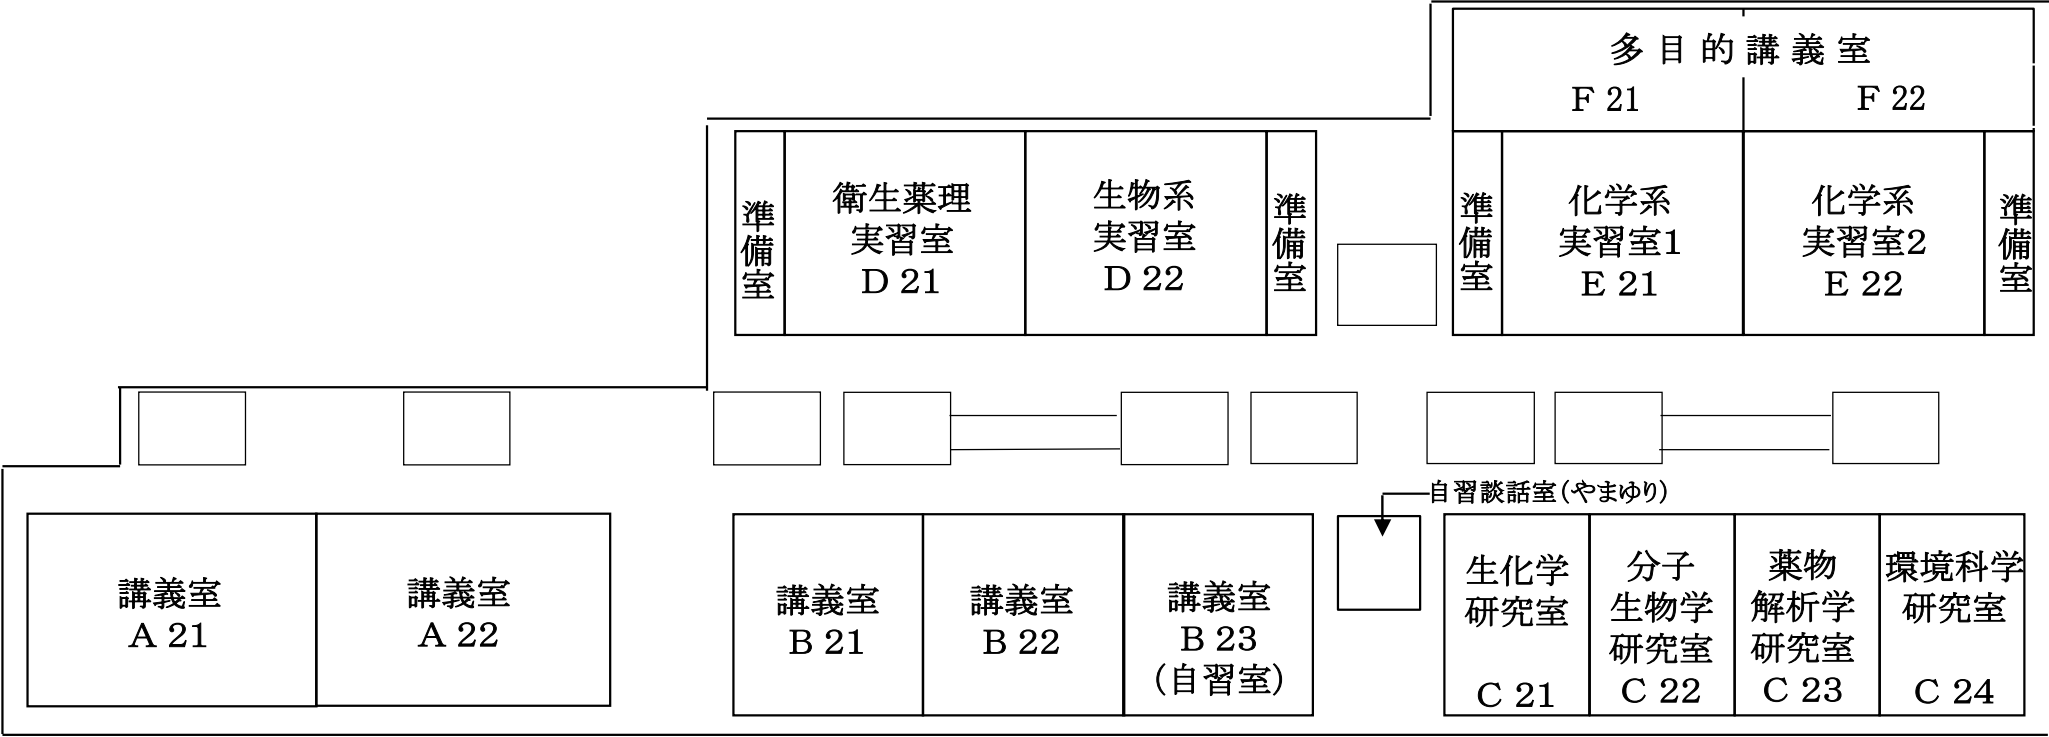 多目的講義室
F 21
F 22
準備室
衛生薬理
実習室
D 21
生物系
実習室
D 22
準備室
準備室
化学系
実習室1
E 21
化学系
実習室2
E 22
準備室
自習談話室(やまゆり)
講義室
A 21
講義室
A 22
講義室
B 21
講義室
B 22
講義室
B 23
(自習室)
生化学
研究室
C 21
分子
生物学
研究室
C 22
薬物
解析学
研究室
C 23
環境科学
研究室
C 24